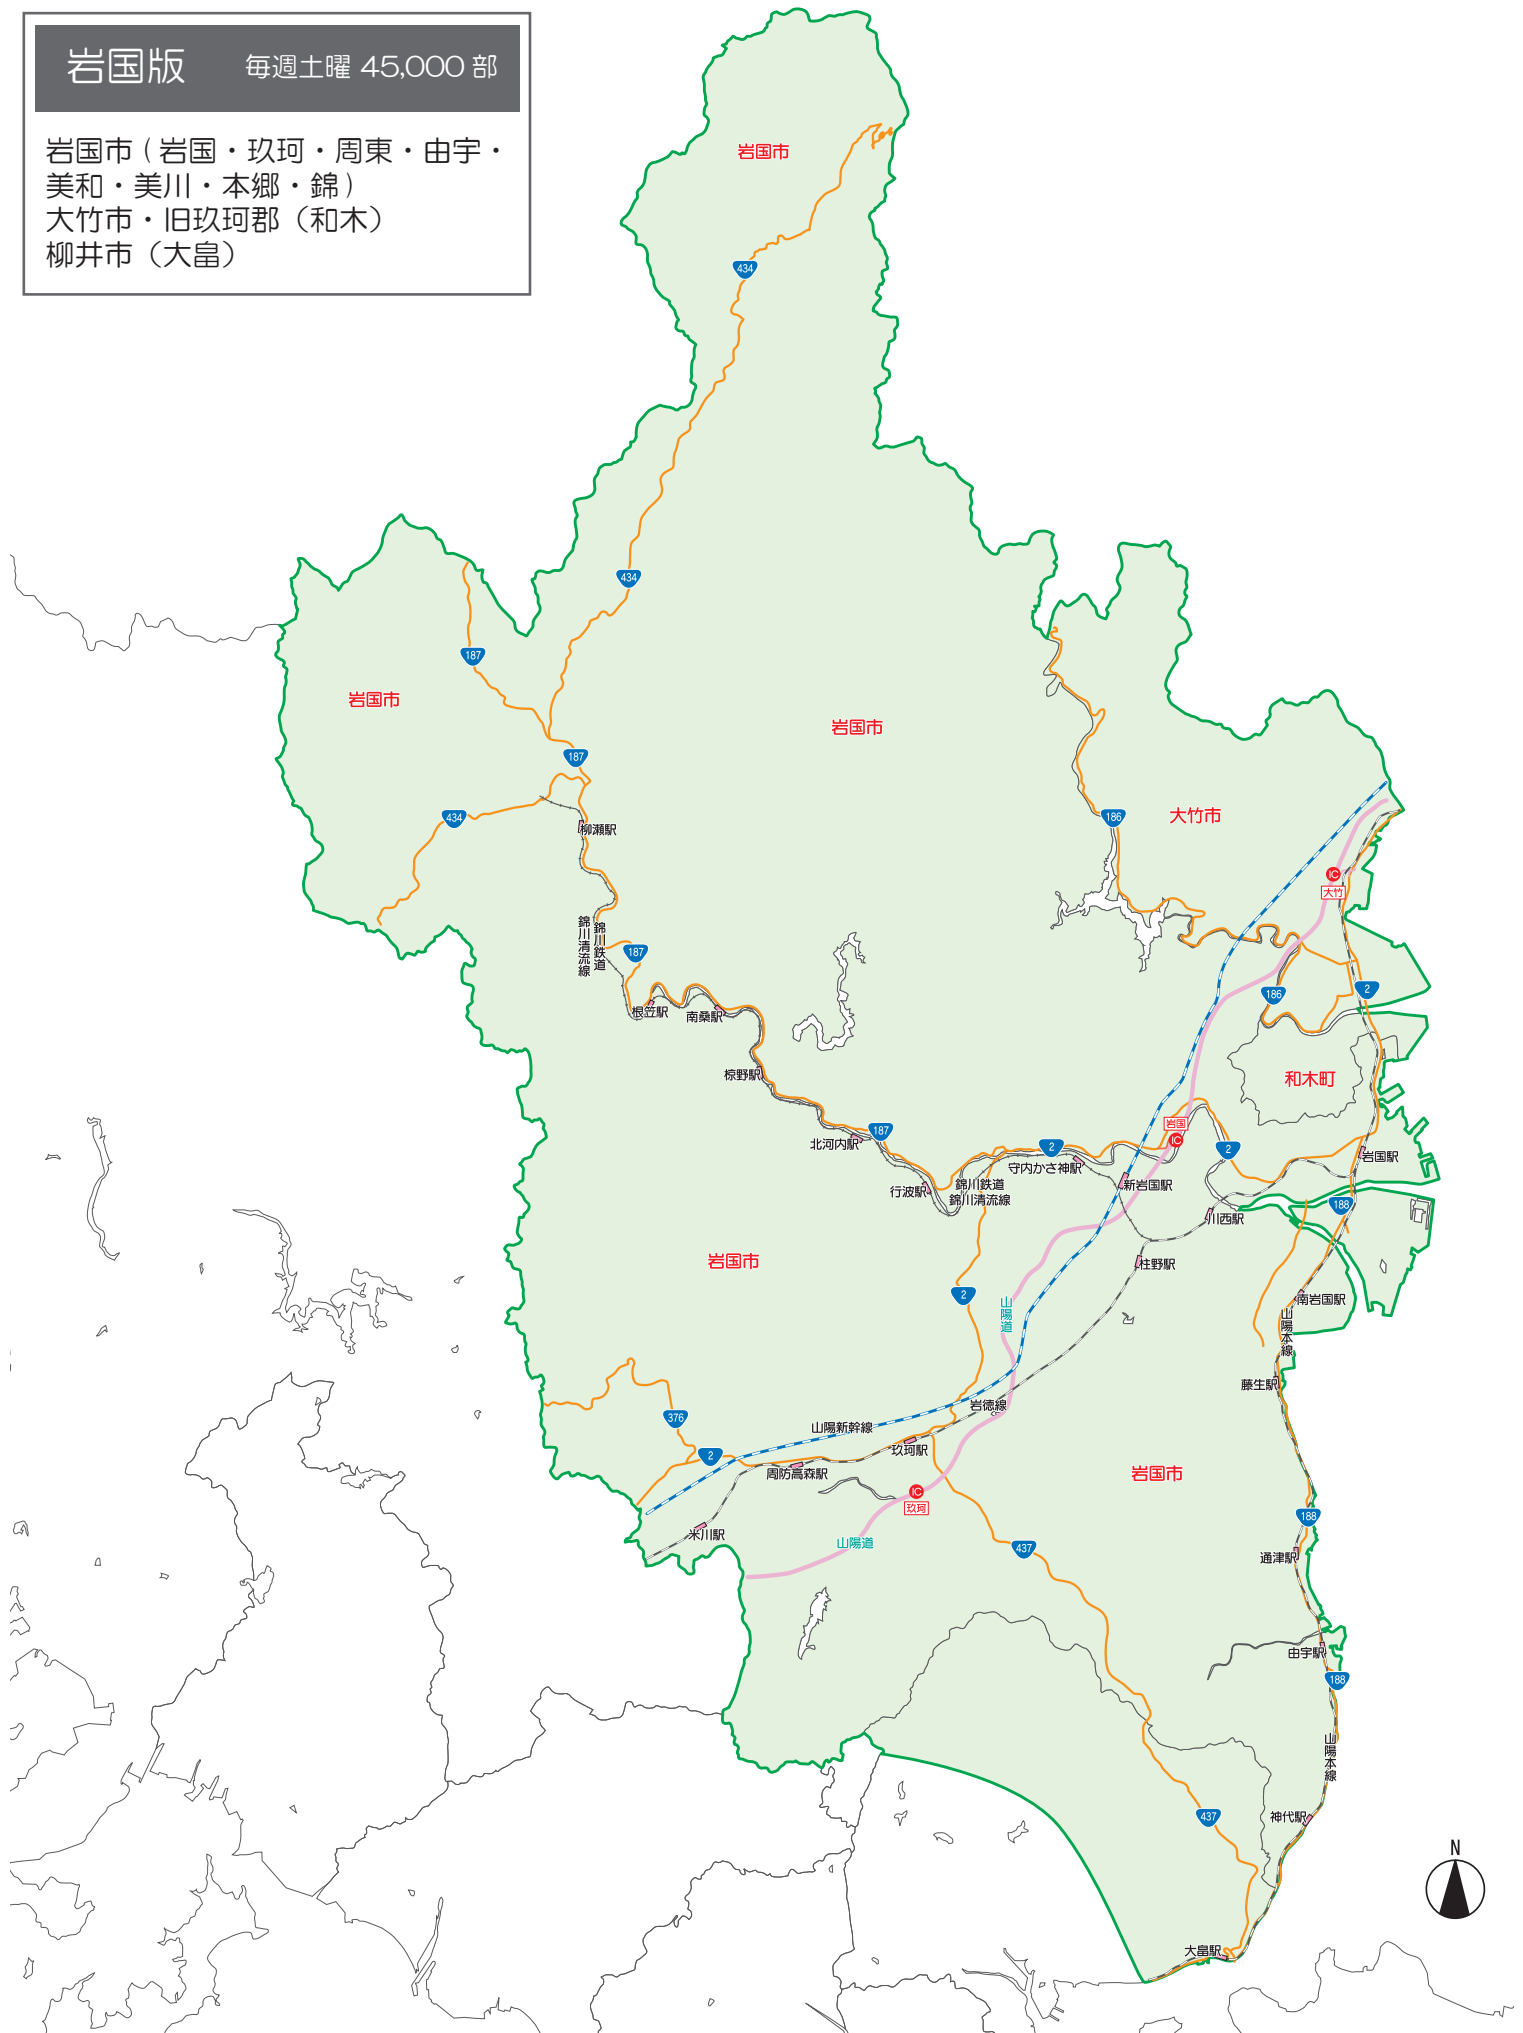 岩国版 毎週土曜 45,000 部
岩国市（岩国・玖珂・周東・由宇・
美和・美川・本郷・錦）
大竹市・旧玖珂郡（和木）
柳井市（大畠）
岩国市
434
434
187
岩国市
岩国市
187
434
186
大竹市
柳瀬駅
IC
大竹
錦川鉄道
錦川清流線
187
186
2
根笠駅
南桑駅
椋野駅
和木町
岩国
IC
187
北河内駅
2
2
守内かさ神駅
岩国駅
錦川鉄道
錦川清流線
行波駅
新岩国駅
188
川西駅
岩国市
柱野駅
2
山陽道
南岩国駅
山陽本線
藤生駅
岩徳線
376
山陽新幹線
玖珂駅
2
周防高森駅
岩国市
IC
玖珂
188
米川駅
山陽道
437
通津駅
由宇駅
188
山陽本線
437
神代駅
N
大畠駅